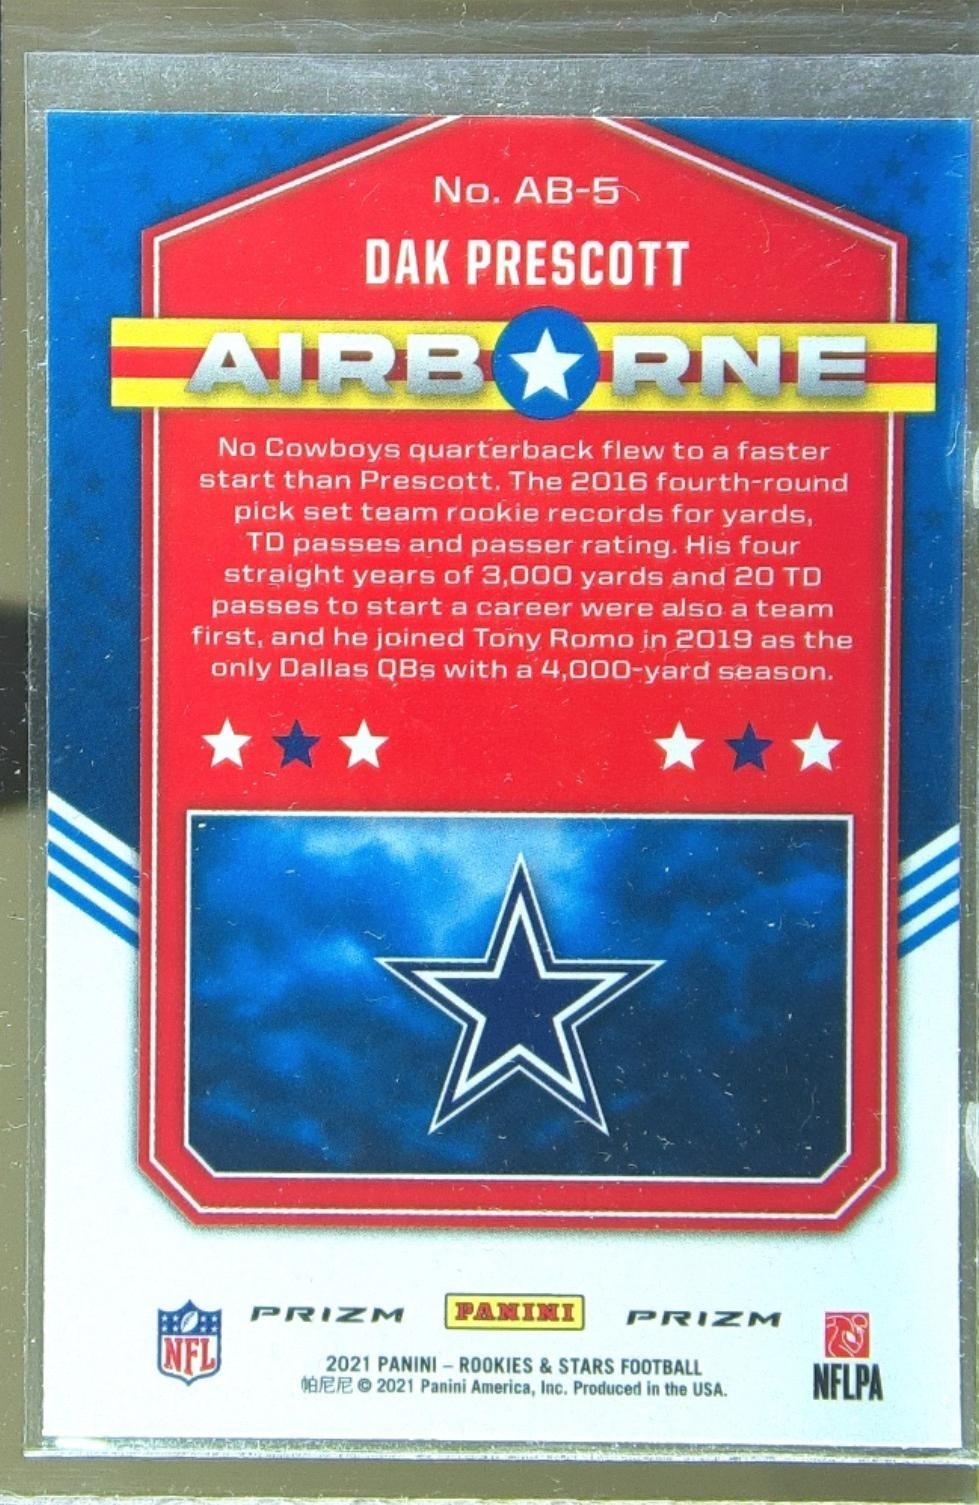 No. AB-5
DAK PRESCOTT
AIRB★RNE
No Cowboys quarterback flew to a faster
start than Prescott. The 2016 fourth-round
pick set team rookie records for yards,
TD passes and passer rating. His four
straight years of 3,000 yards and 20 TD
passes to start a career were also a team
first, and he joined Tony Romo in 2019 as the
only Dallas QBs with a 4,000-yard season.
NFL PRIZM PANINI PRIZM
NFLPA
2021 PANINI – ROOKIES & STARS FOOTBALL
帕尼尼 © 2021 Panini America, Inc. Produced in the USA.